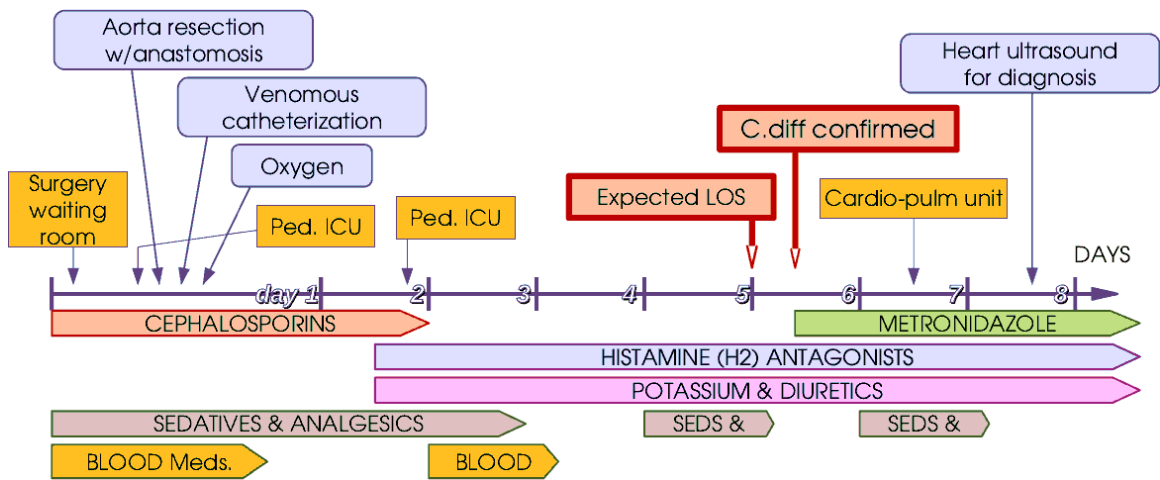 Aorta resection
w/anastomosis
Heart ultrasound
for diagnosis
Venomous
catheterization
C.diff confirmed
Oxygen
Surgery
waiting
room
Expected LOS
Cardio-pulm unit
Ped. ICU
Ped. ICU
DAYS
day 1 2 3 4 5 6 7 8
CEPHALOSPORINS
METRONIDAZOLE
HISTAMINE (H2) ANTAGONISTS
POTASSIUM & DIURETICS
SEDATIVES & ANALGESICS
SEDS &
SEDS &
BLOOD Meds.
BLOOD